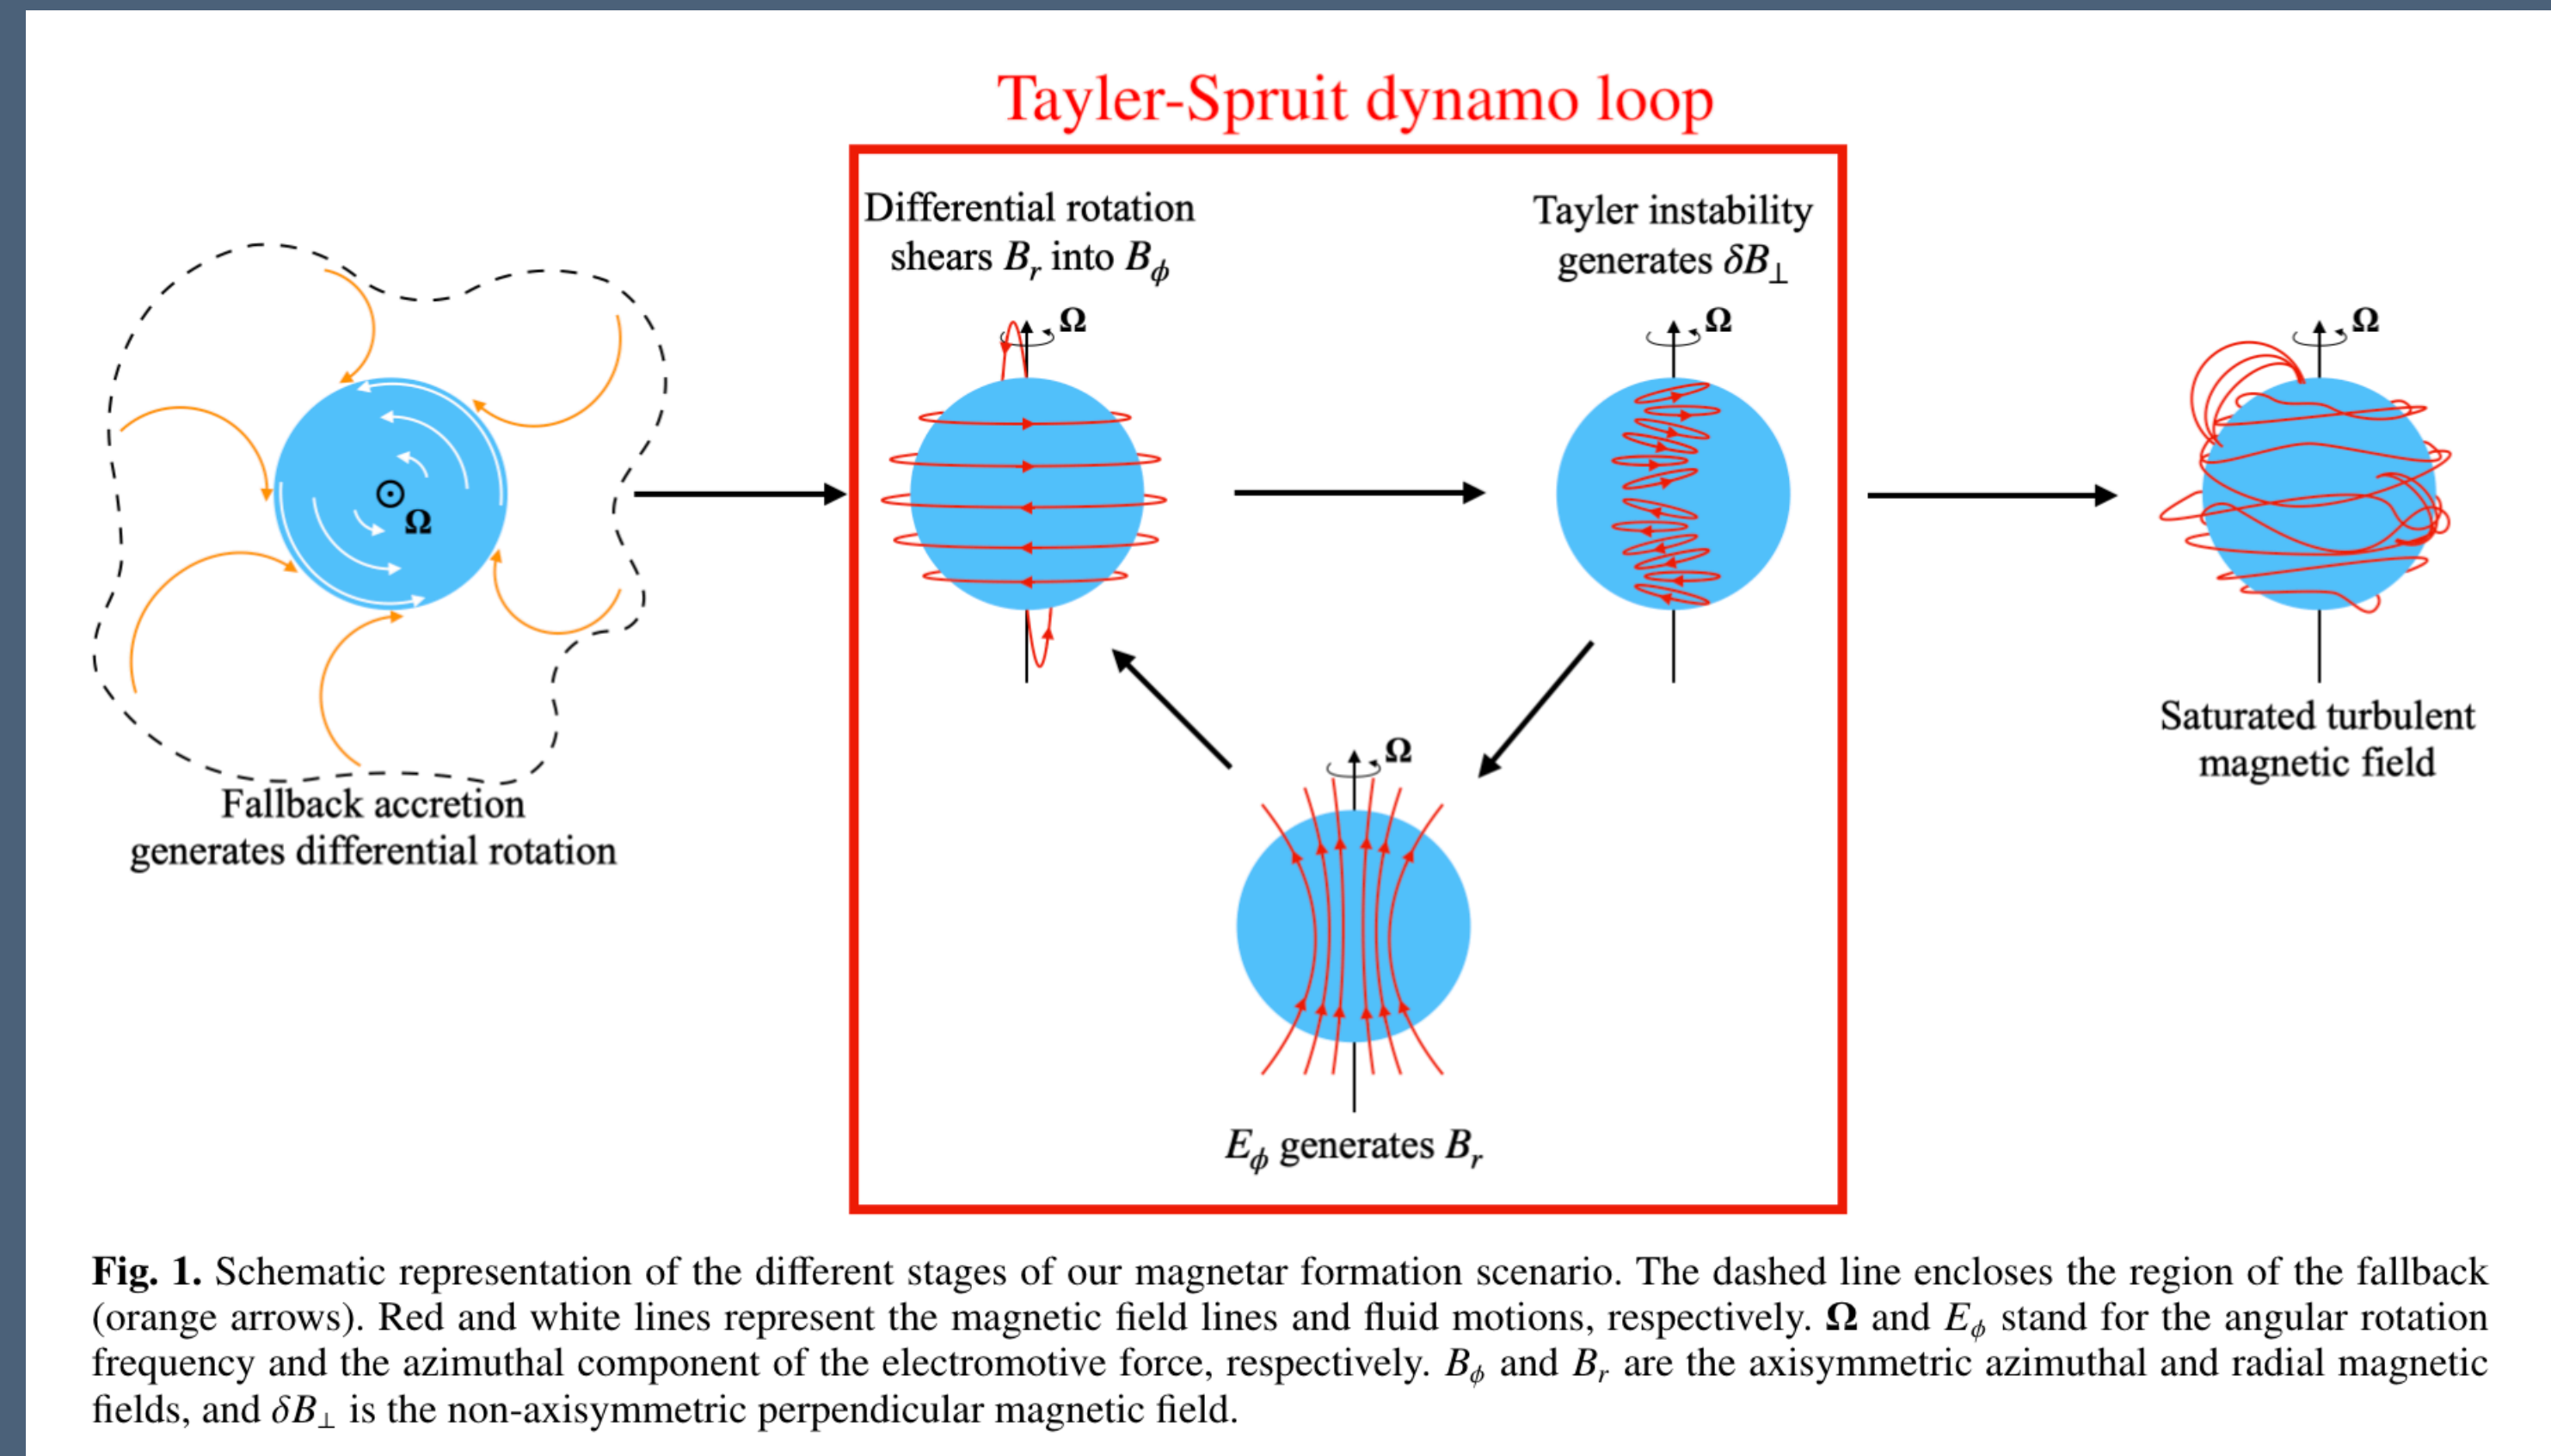 Tayler-Spruit dynamo loop
Differential rotation
shears Bᵣ into B_ϕ
Tayler instability
generates δB_⊥
Ω
Ω
Ω
Ω
Fallback accretion
generates differential rotation
Ω
E_ϕ generates Bᵣ
Saturated turbulent
magnetic field
Fig. 1. Schematic representation of the different stages of our magnetar formation scenario. The dashed line encloses the region of the fallback
(orange arrows). Red and white lines represent the magnetic field lines and fluid motions, respectively. Ω and E_ϕ stand for the angular rotation
frequency and the azimuthal component of the electromotive force, respectively. B_ϕ and Bᵣ are the axisymmetric azimuthal and radial magnetic
fields, and δB_⊥ is the non-axisymmetric perpendicular magnetic field.